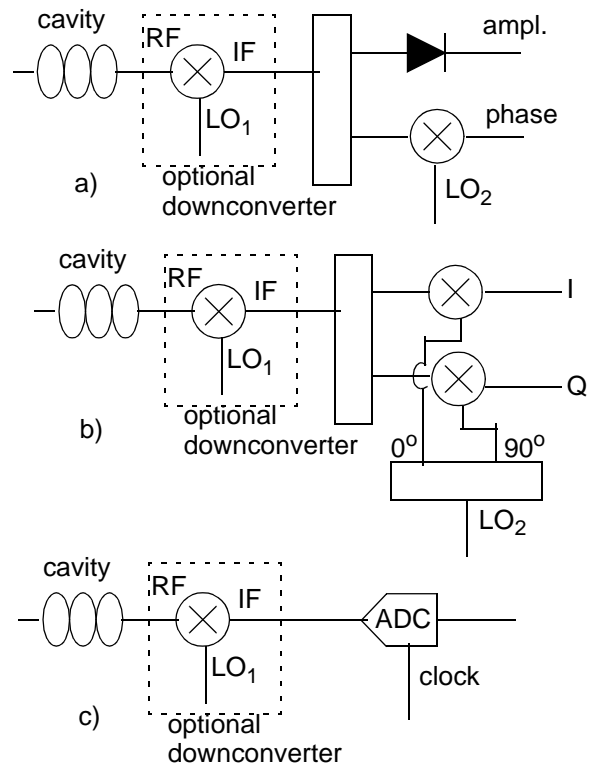 cavity
RF
IF
LO₁
optional
downconverter
ampl.
phase
LO₂
a)
cavity
RF
IF
LO₁
optional
downconverter
I
Q
0º
90º
LO₂
b)
cavity
RF
IF
LO₁
optional
downconverter
ADC
clock
c)